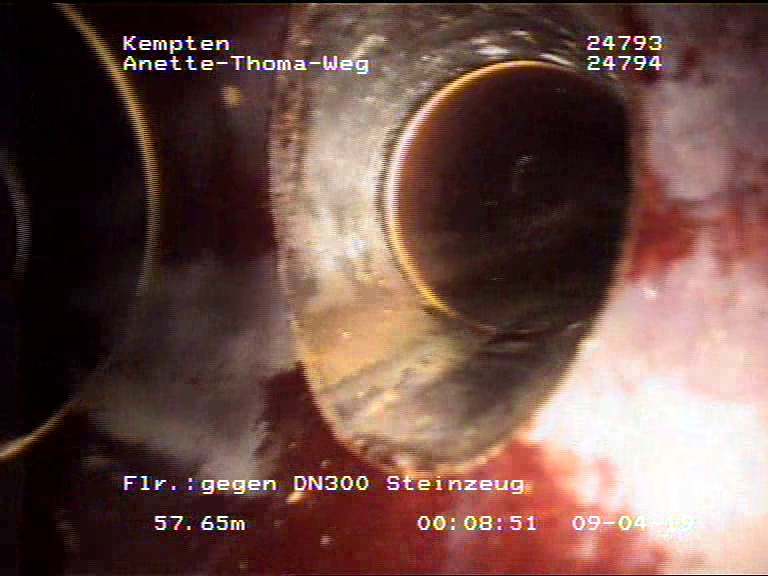 Kempten 24793
Anette-Thoma-Weg 24794
Flr.:gegen DN300 Steinzeug
57.65m 00:08:51